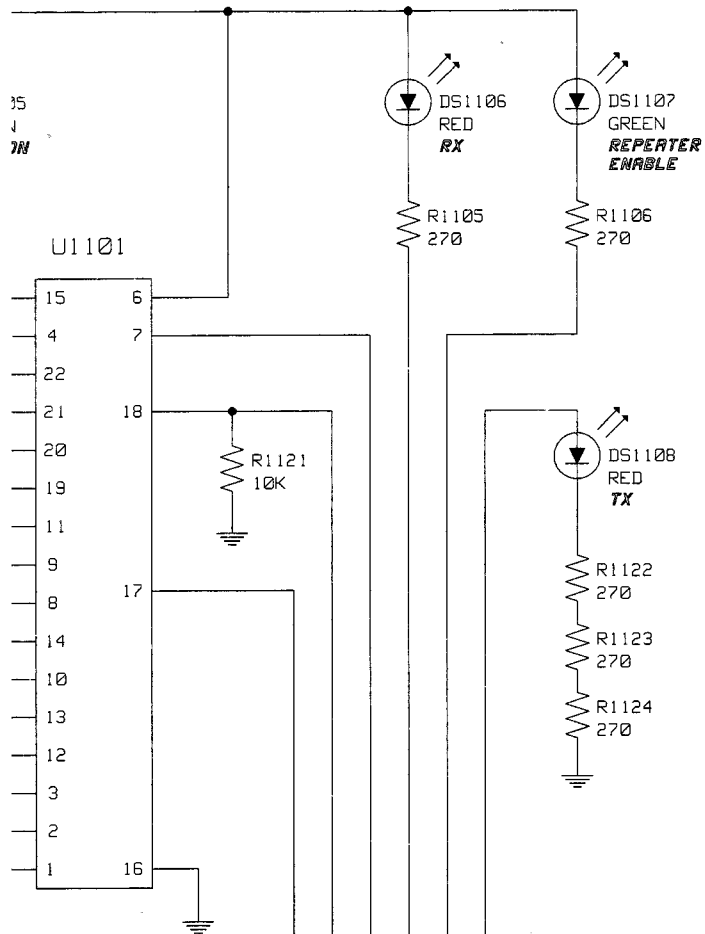 DS1106
RED
RX
DS1107
GREEN
REPEATER
ENABLE
R1105
270
R1106
270
U1101
15 6
4 7
22
21 18
20
19
11
9
8 17
14
10
13
12
3
2
1 16
R1121
10K
DS1108
RED
TX
R1122
270
R1123
270
R1124
270